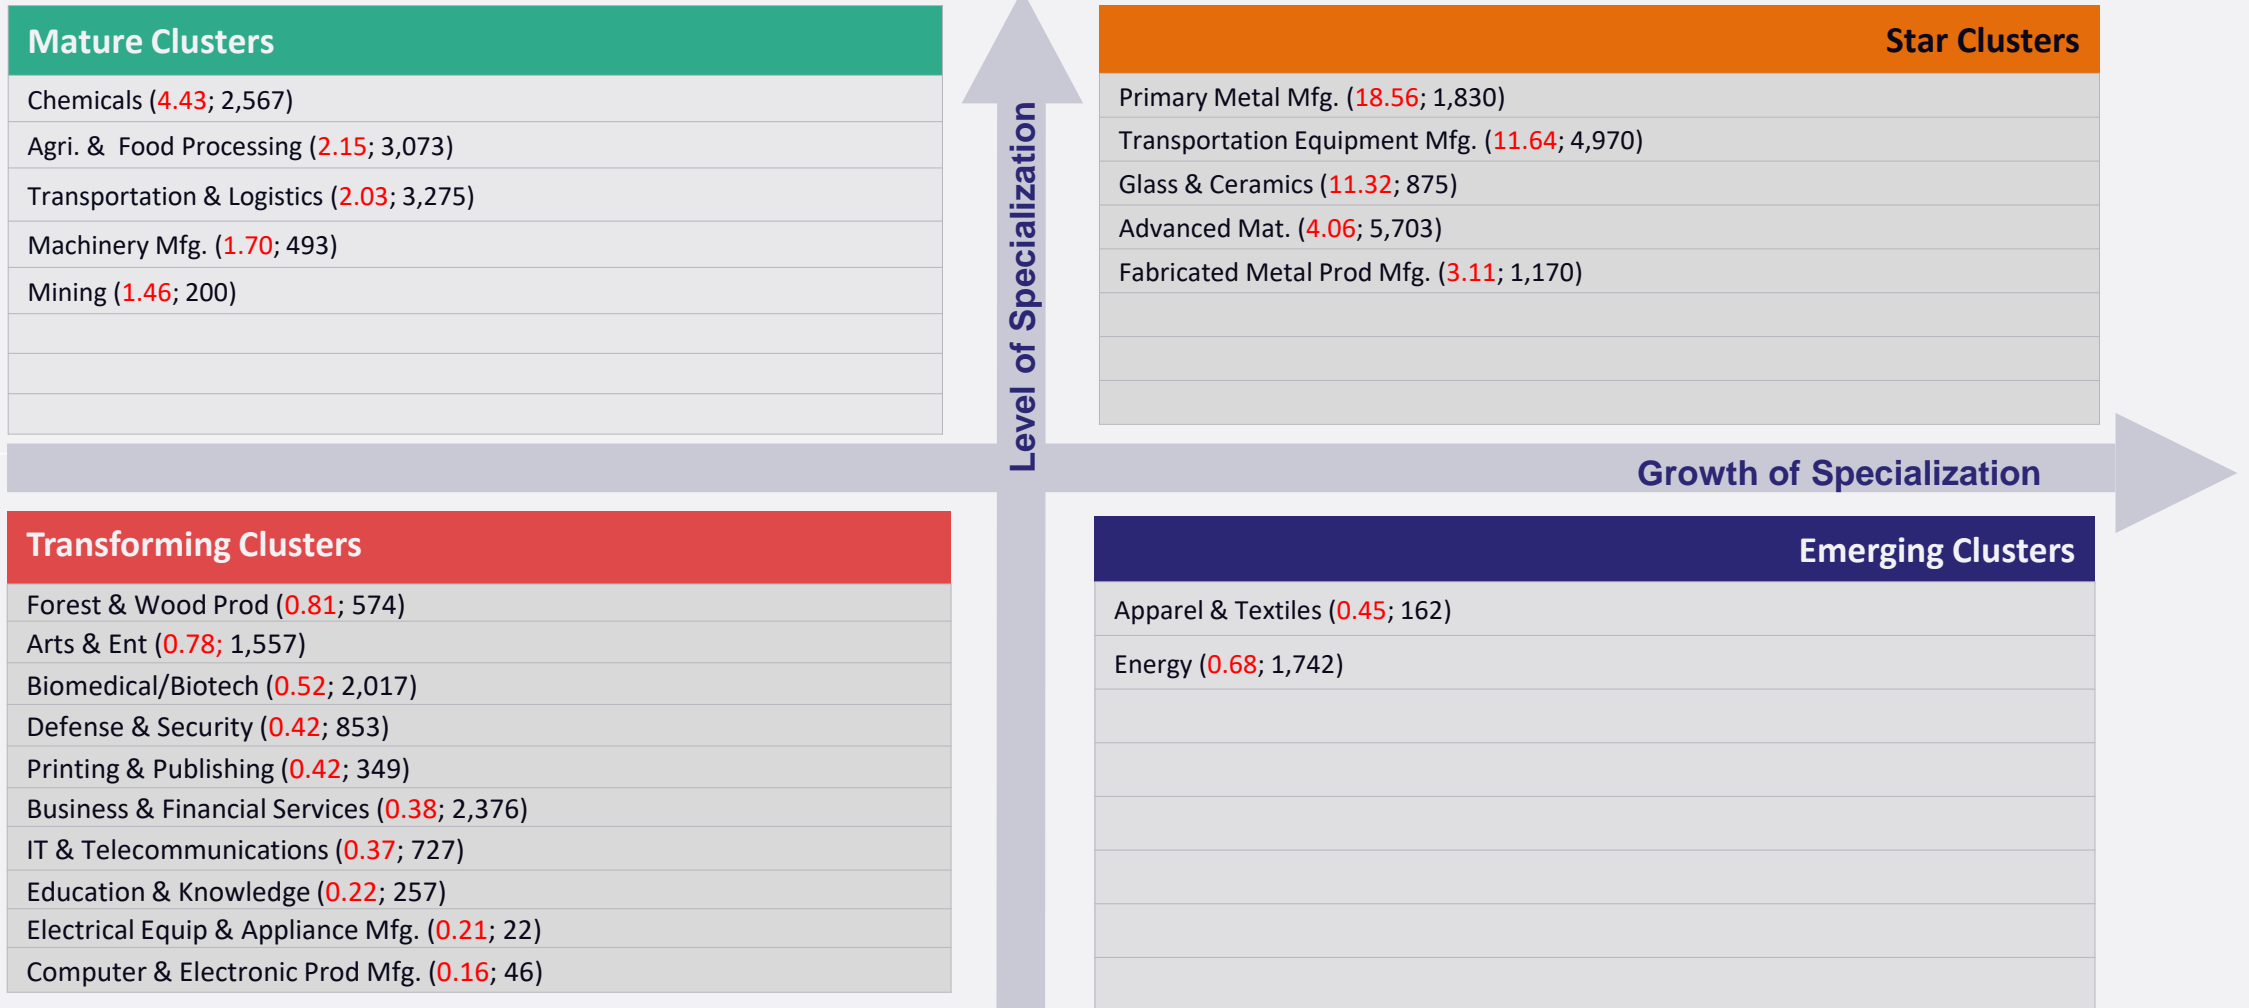 Mature Clusters
Chemicals (4.43; 2,567)
Agri. &  Food Processing (2.15; 3,073)
Transportation & Logistics (2.03; 3,275)
Machinery Mfg. (1.70; 493)
Mining (1.46; 200)
Level of Specialization
Star Clusters
Primary Metal Mfg. (18.56; 1,830)
Transportation Equipment Mfg. (11.64; 4,970)
Glass & Ceramics (11.32; 875)
Advanced Mat. (4.06; 5,703)
Fabricated Metal Prod Mfg. (3.11; 1,170)
Growth of Specialization
Transforming Clusters
Forest & Wood Prod (0.81; 574)
Arts & Ent (0.78; 1,557)
Biomedical/Biotech (0.52; 2,017)
Defense & Security (0.42; 853)
Printing & Publishing (0.42; 349)
Business & Financial Services (0.38; 2,376)
IT & Telecommunications (0.37; 727)
Education & Knowledge (0.22; 257)
Electrical Equip & Appliance Mfg. (0.21; 22)
Computer & Electronic Prod Mfg. (0.16; 46)
Emerging Clusters
Apparel & Textiles (0.45; 162)
Energy (0.68; 1,742)